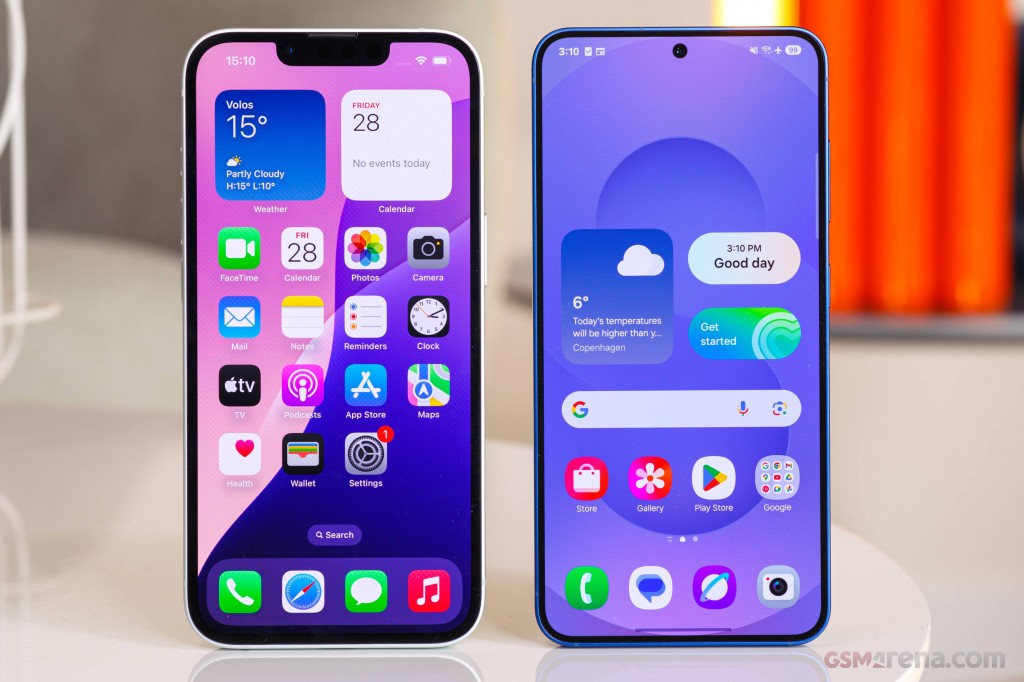 15:10
Volos
15°
Partly Cloudy
H:15° L:10°
Weather
FRIDAY
28
No events today
Calendar
FaceTime
FRI
28
Calendar
Photos
Camera
Mail
Notes
Reminders
Clock
tv
TV
Podcasts
App Store
Maps
Health
Wallet
1
Settings
Search
3:10
99
6°
Today's temperatures
will be higher than y...
Copenhagen
3:10 PM
Good day
Get
started
G
Store
Gallery
Play Store
Google
GSMarena.com